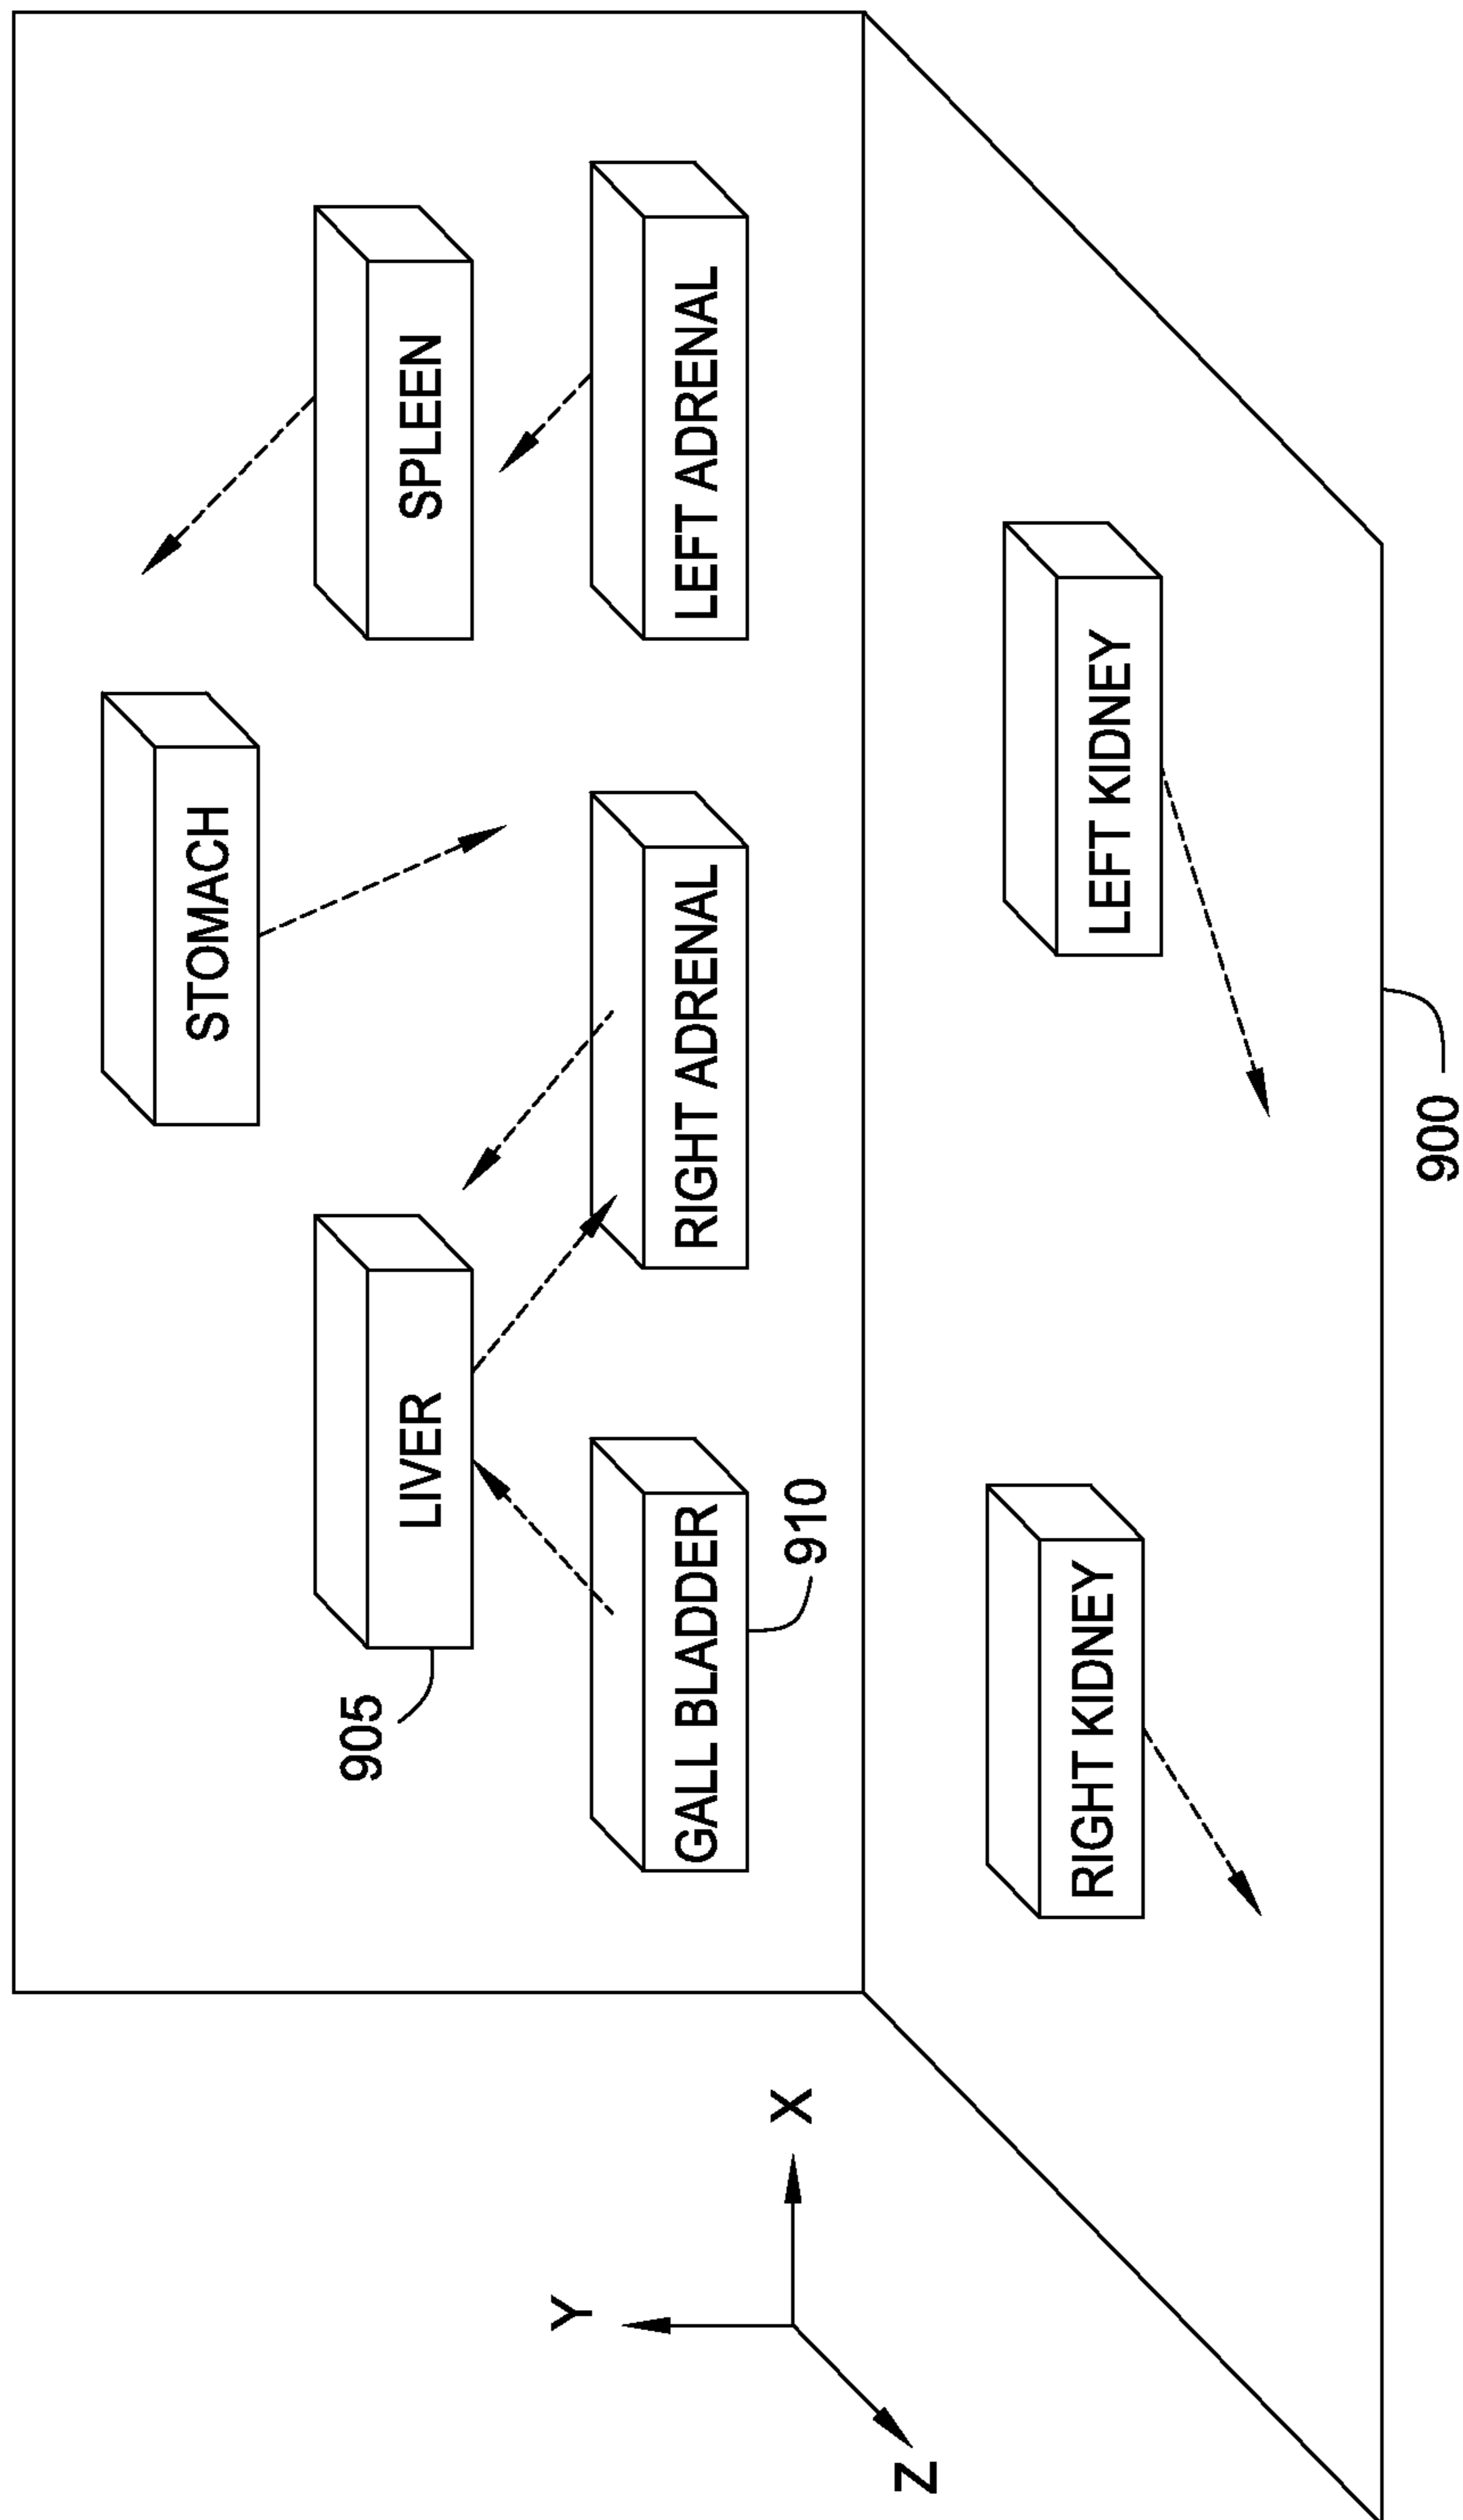 STOMACH
905
LIVER
SPLEEN
Y
GALL BLADDER
RIGHT ADRENAL
LEFT ADRENAL
X
910
Z
RIGHT KIDNEY
LEFT KIDNEY
900